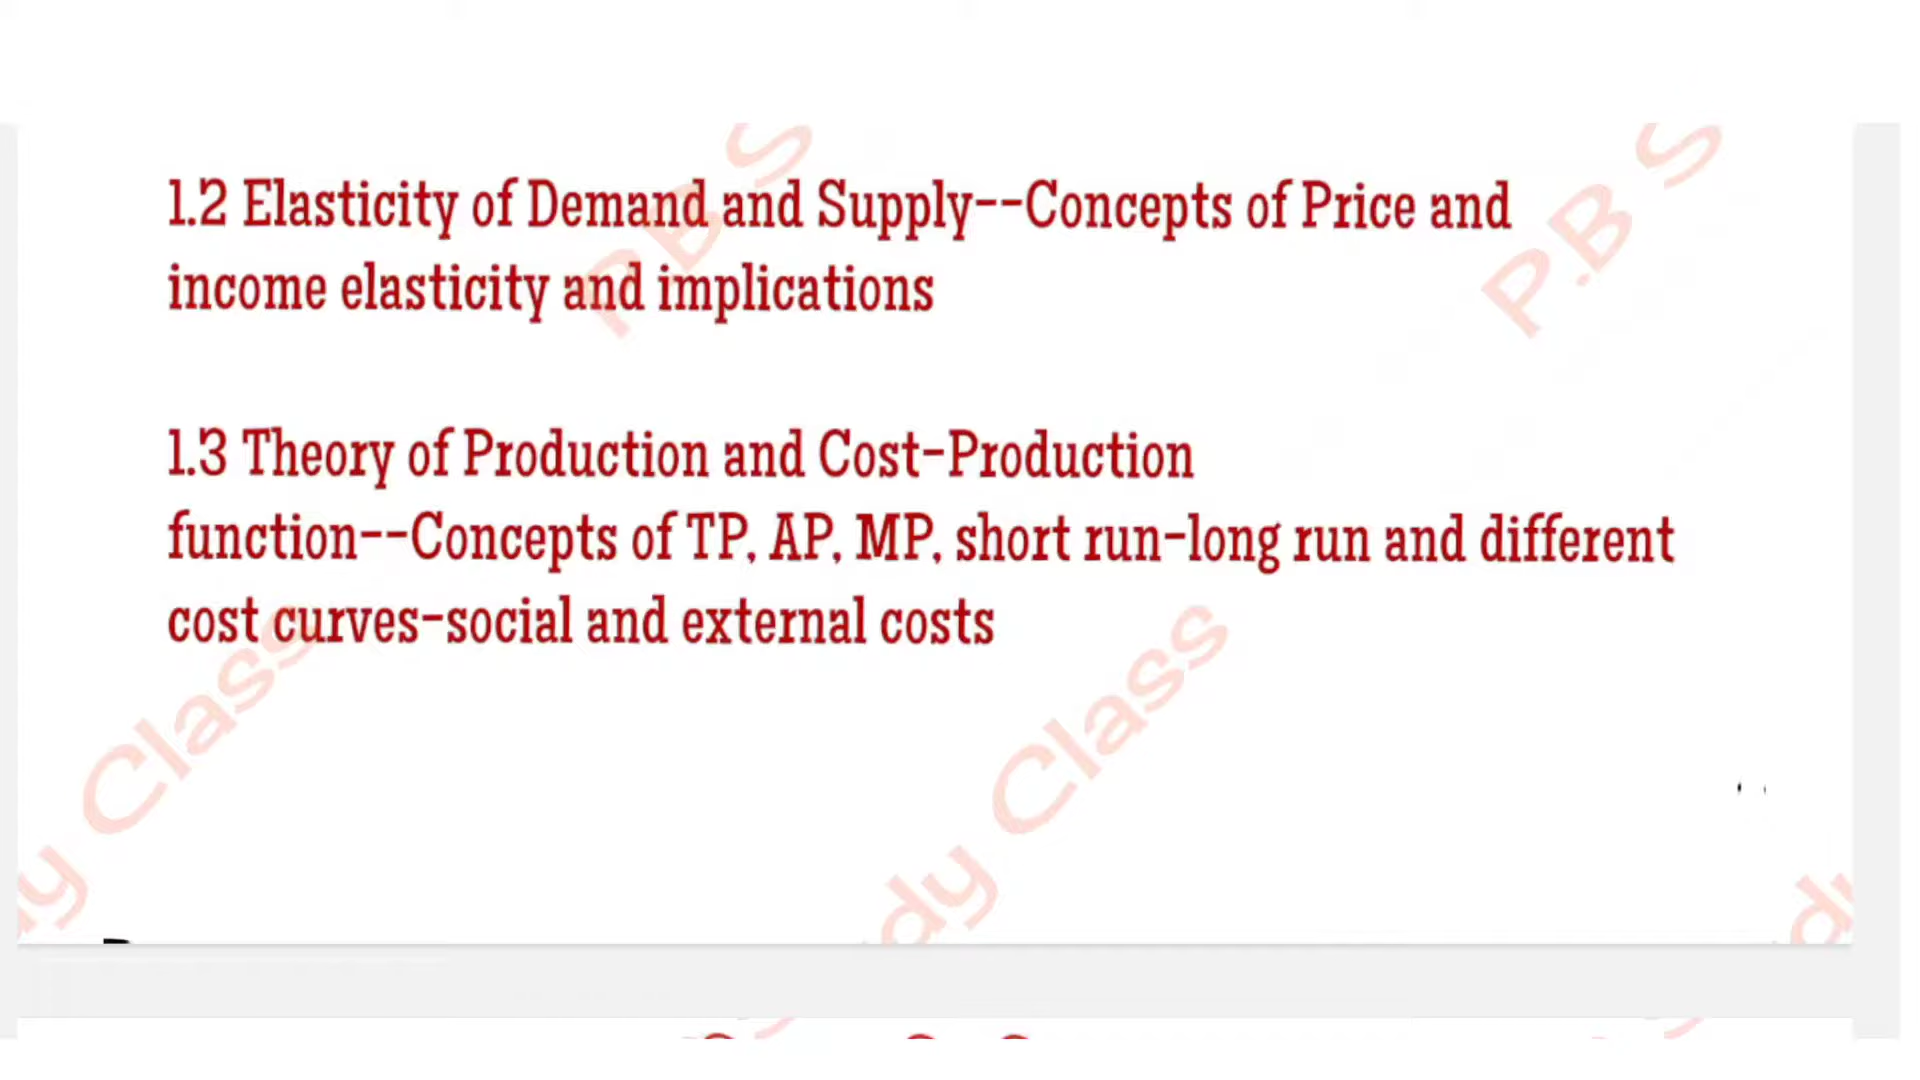 1.2 Elasticity of Demand and Supply--Concepts of Price and
income elasticity and implications
1.3 Theory of Production and Cost-Production
function--Concepts of TP, AP, MP, short run-long run and different
cost curves-social and external costs
P.B S
P.B S
Class
Class